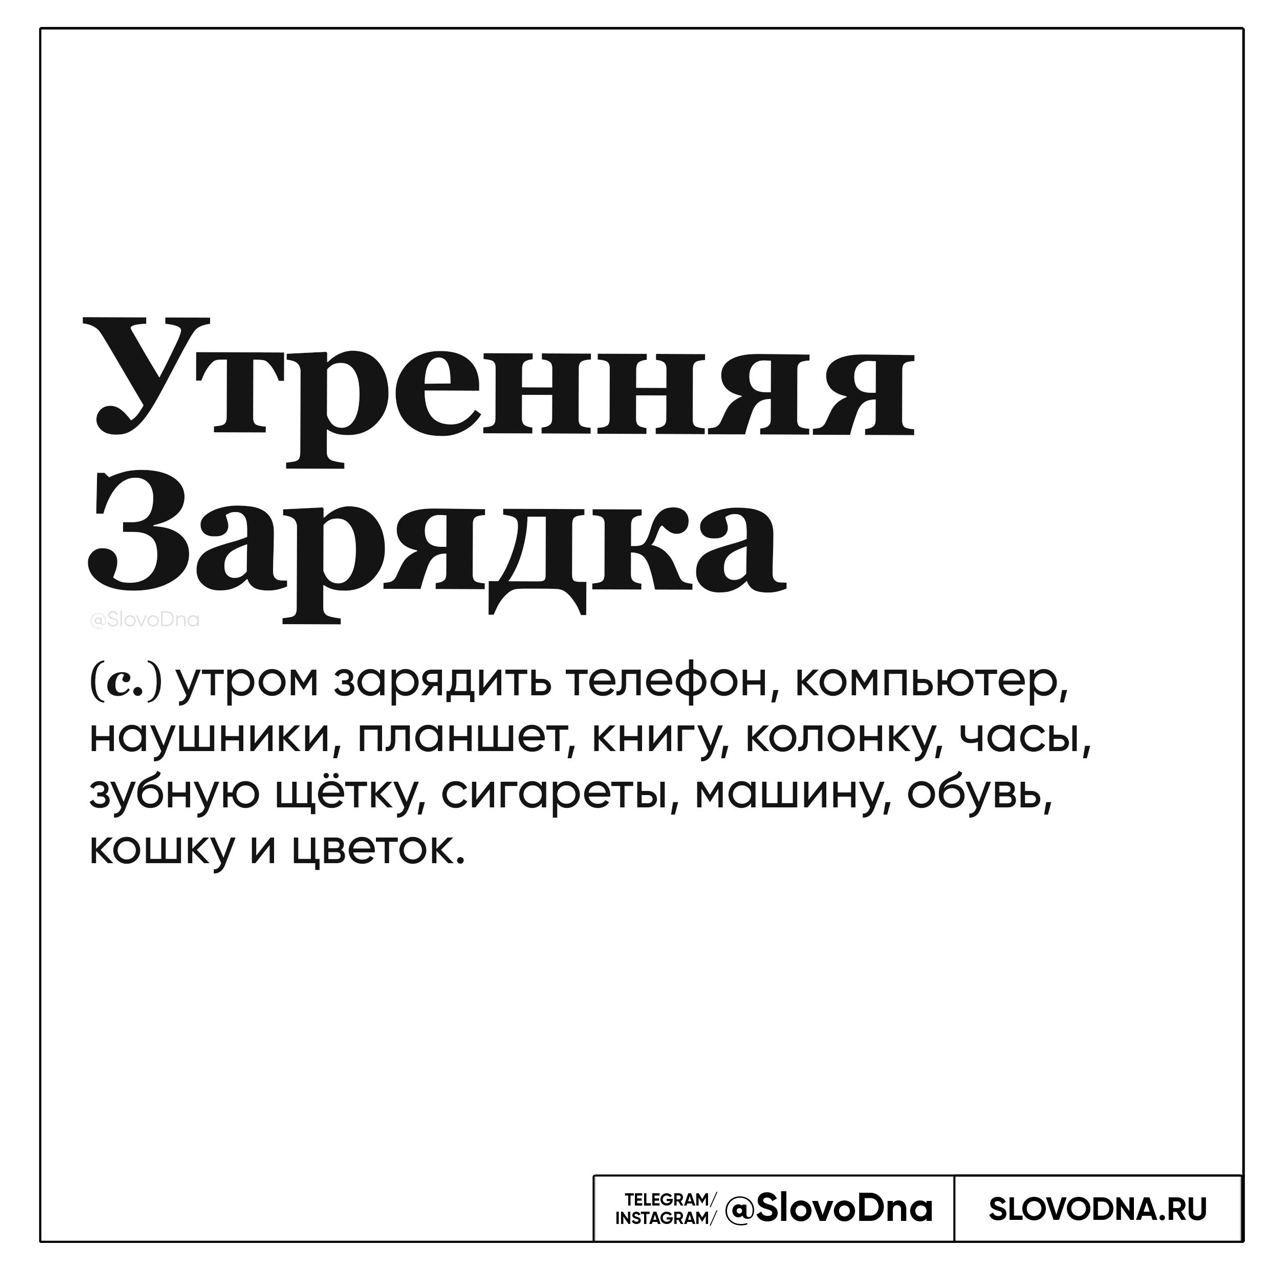 Утренняя
Зарядка
@SlovoDna
(с.) утром зарядить телефон, компьютер,
наушники, планшет, книгу, колонку, часы,
зубную щётку, сигареты, машину, обувь,
кошку и цветок.
TELEGRAM/
INSTAGRAM/ @SlovoDna
SLOVODNA.RU